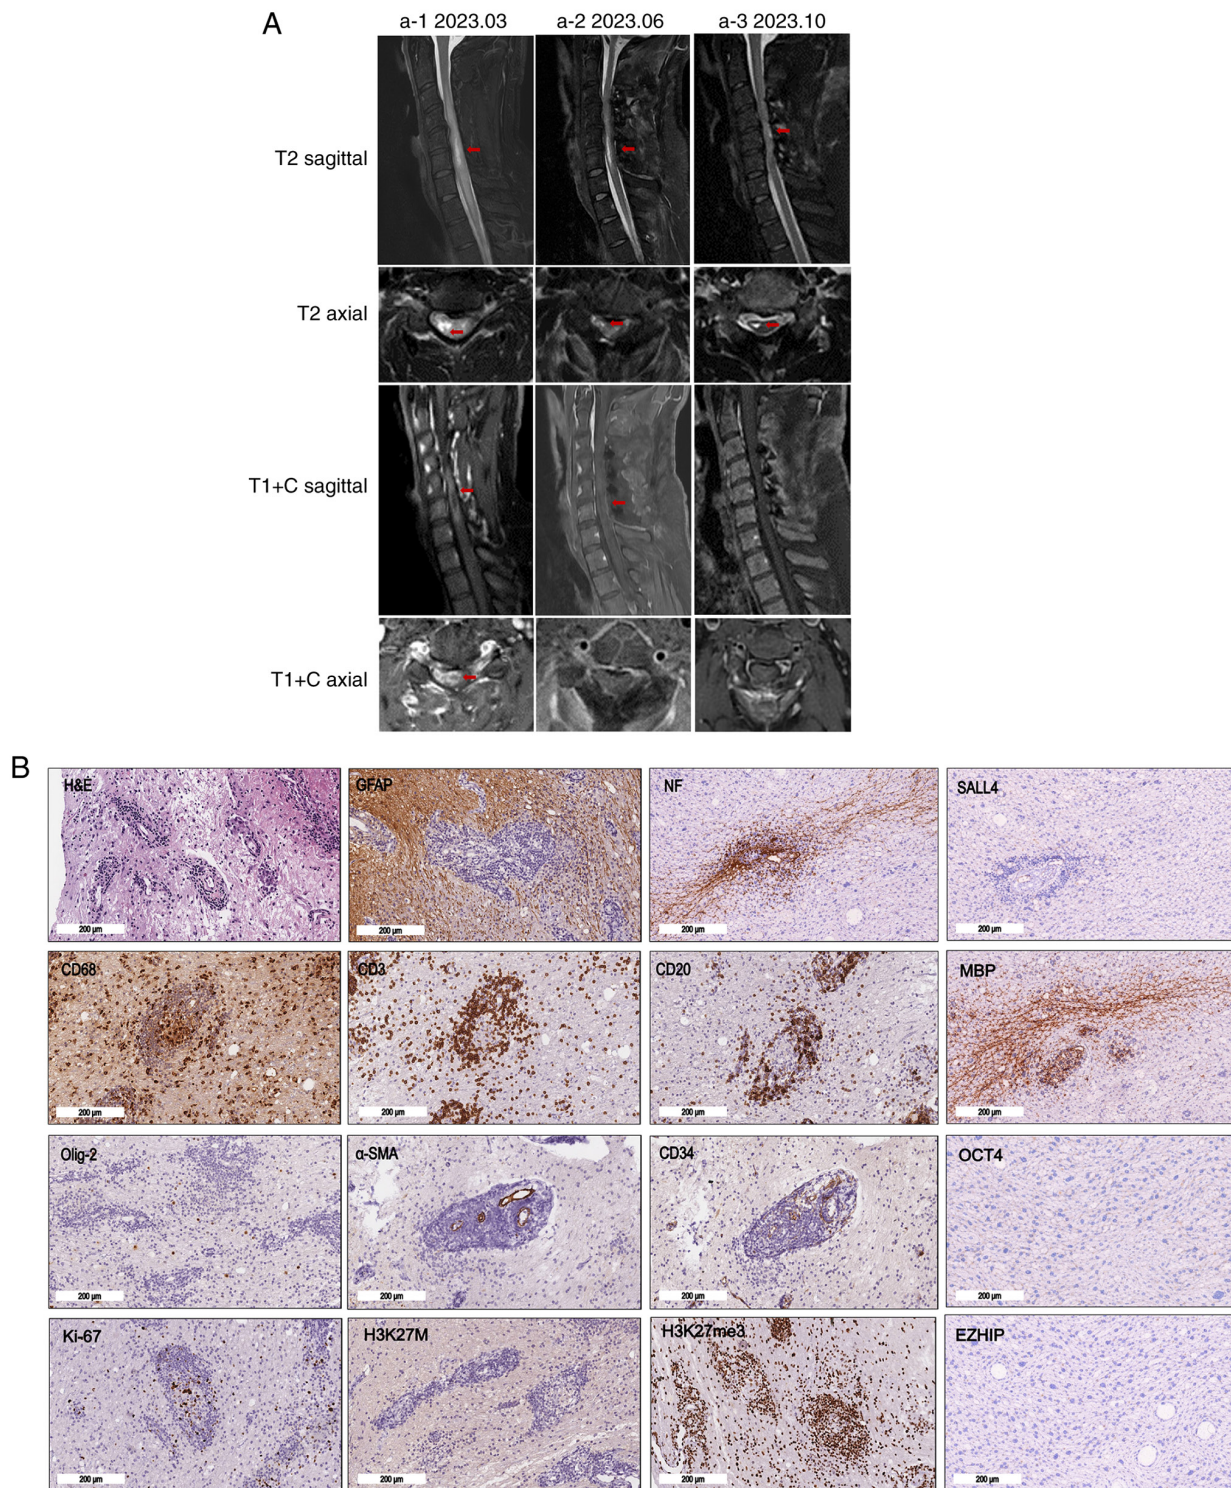 A
a-1 2023.03 a-2 2023.06 a-3 2023.10
T2 sagittal
T2 axial
T1+C sagittal
T1+C axial
B
H&E GFAP NF SALL4
200 μm 200 μm 200 μm 200 μm
CD68 CD3 CD20 MBP
200 μm 200 μm 200 μm 200 μm
Olig-2 α-SMA CD34 OCT4
200 μm 200 μm 200 μm 200 μm
Ki-67 H3K27M H3K27me3 EZHIP
200 μm 200 μm 200 μm 200 μm